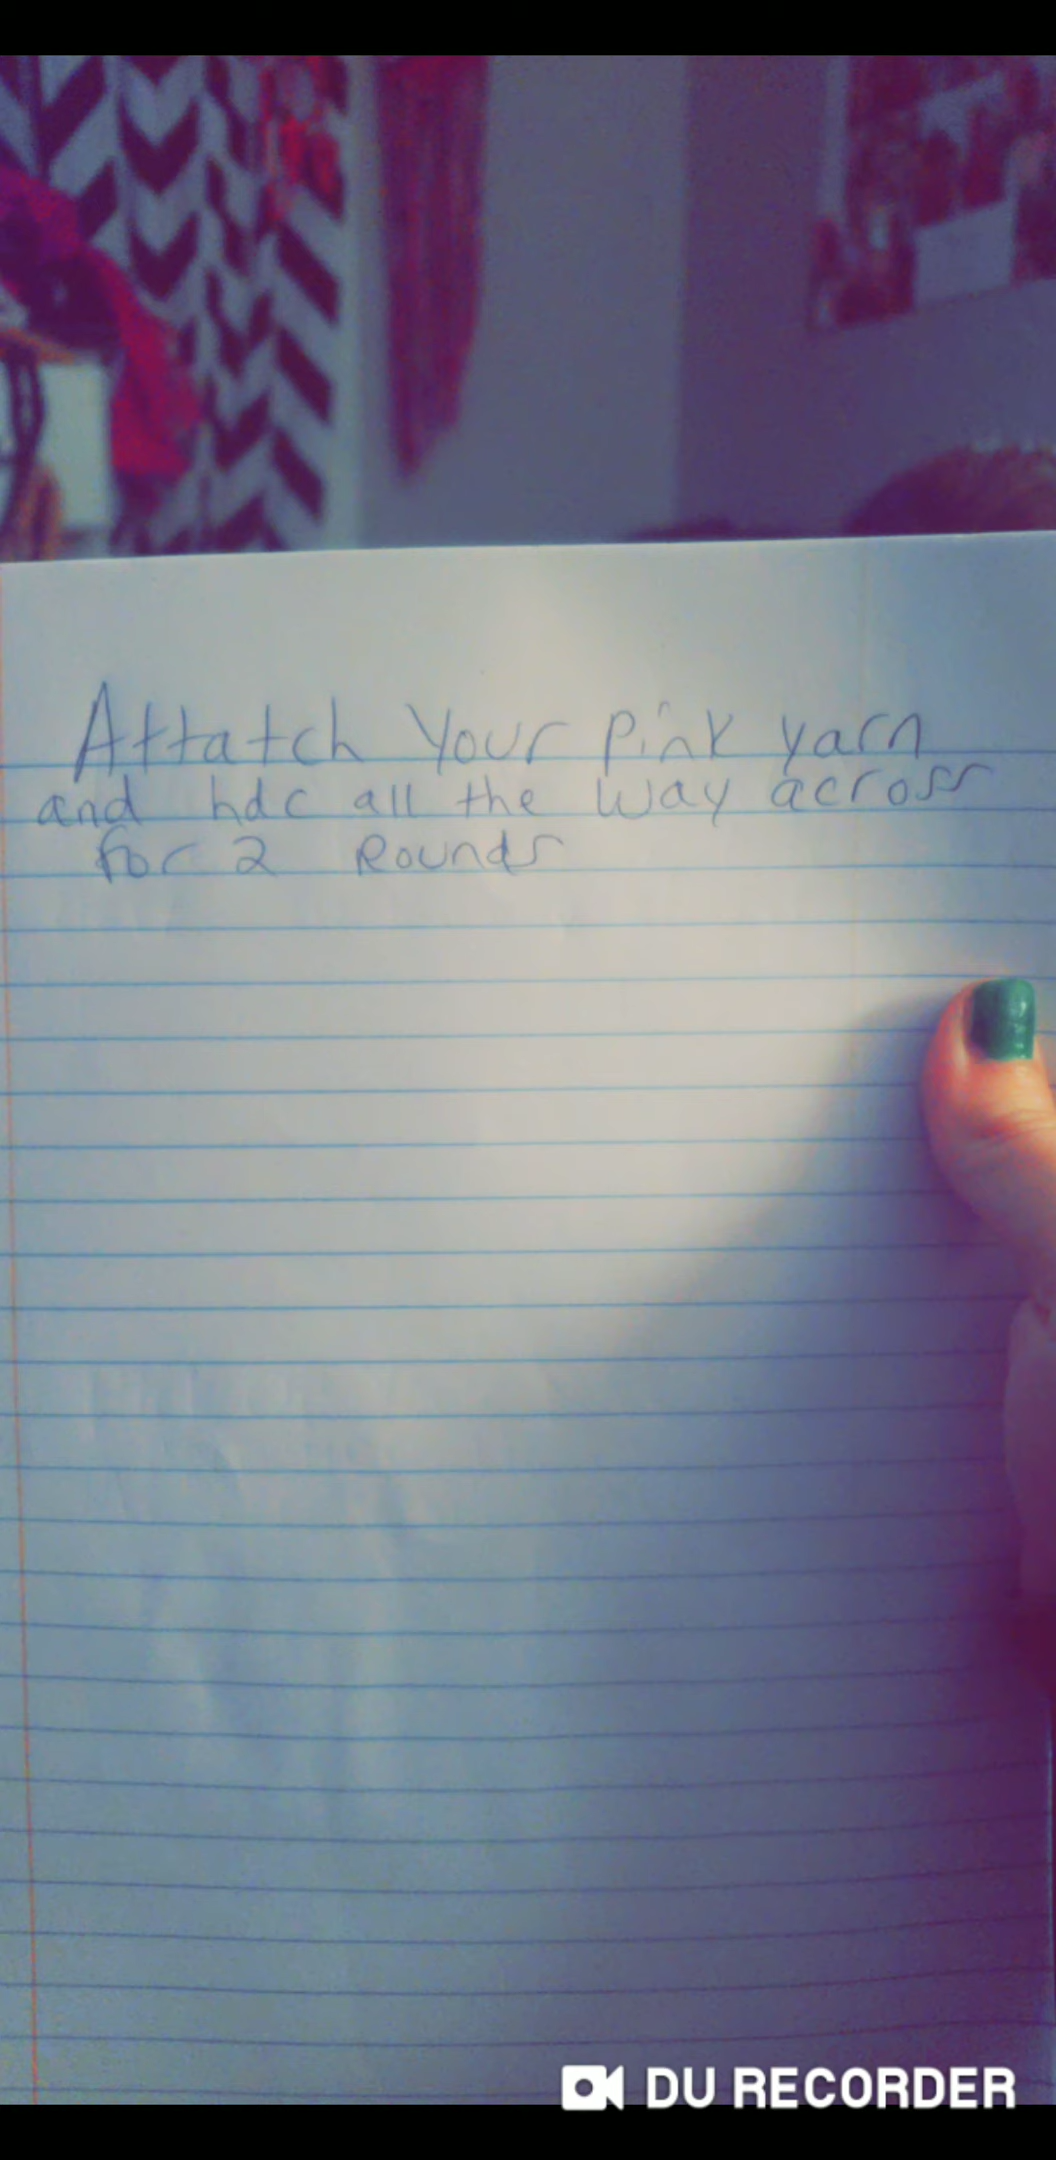 Attatch Your Pink yarn
and hdc all the way across
for 2 Rounds
DU RECORDER